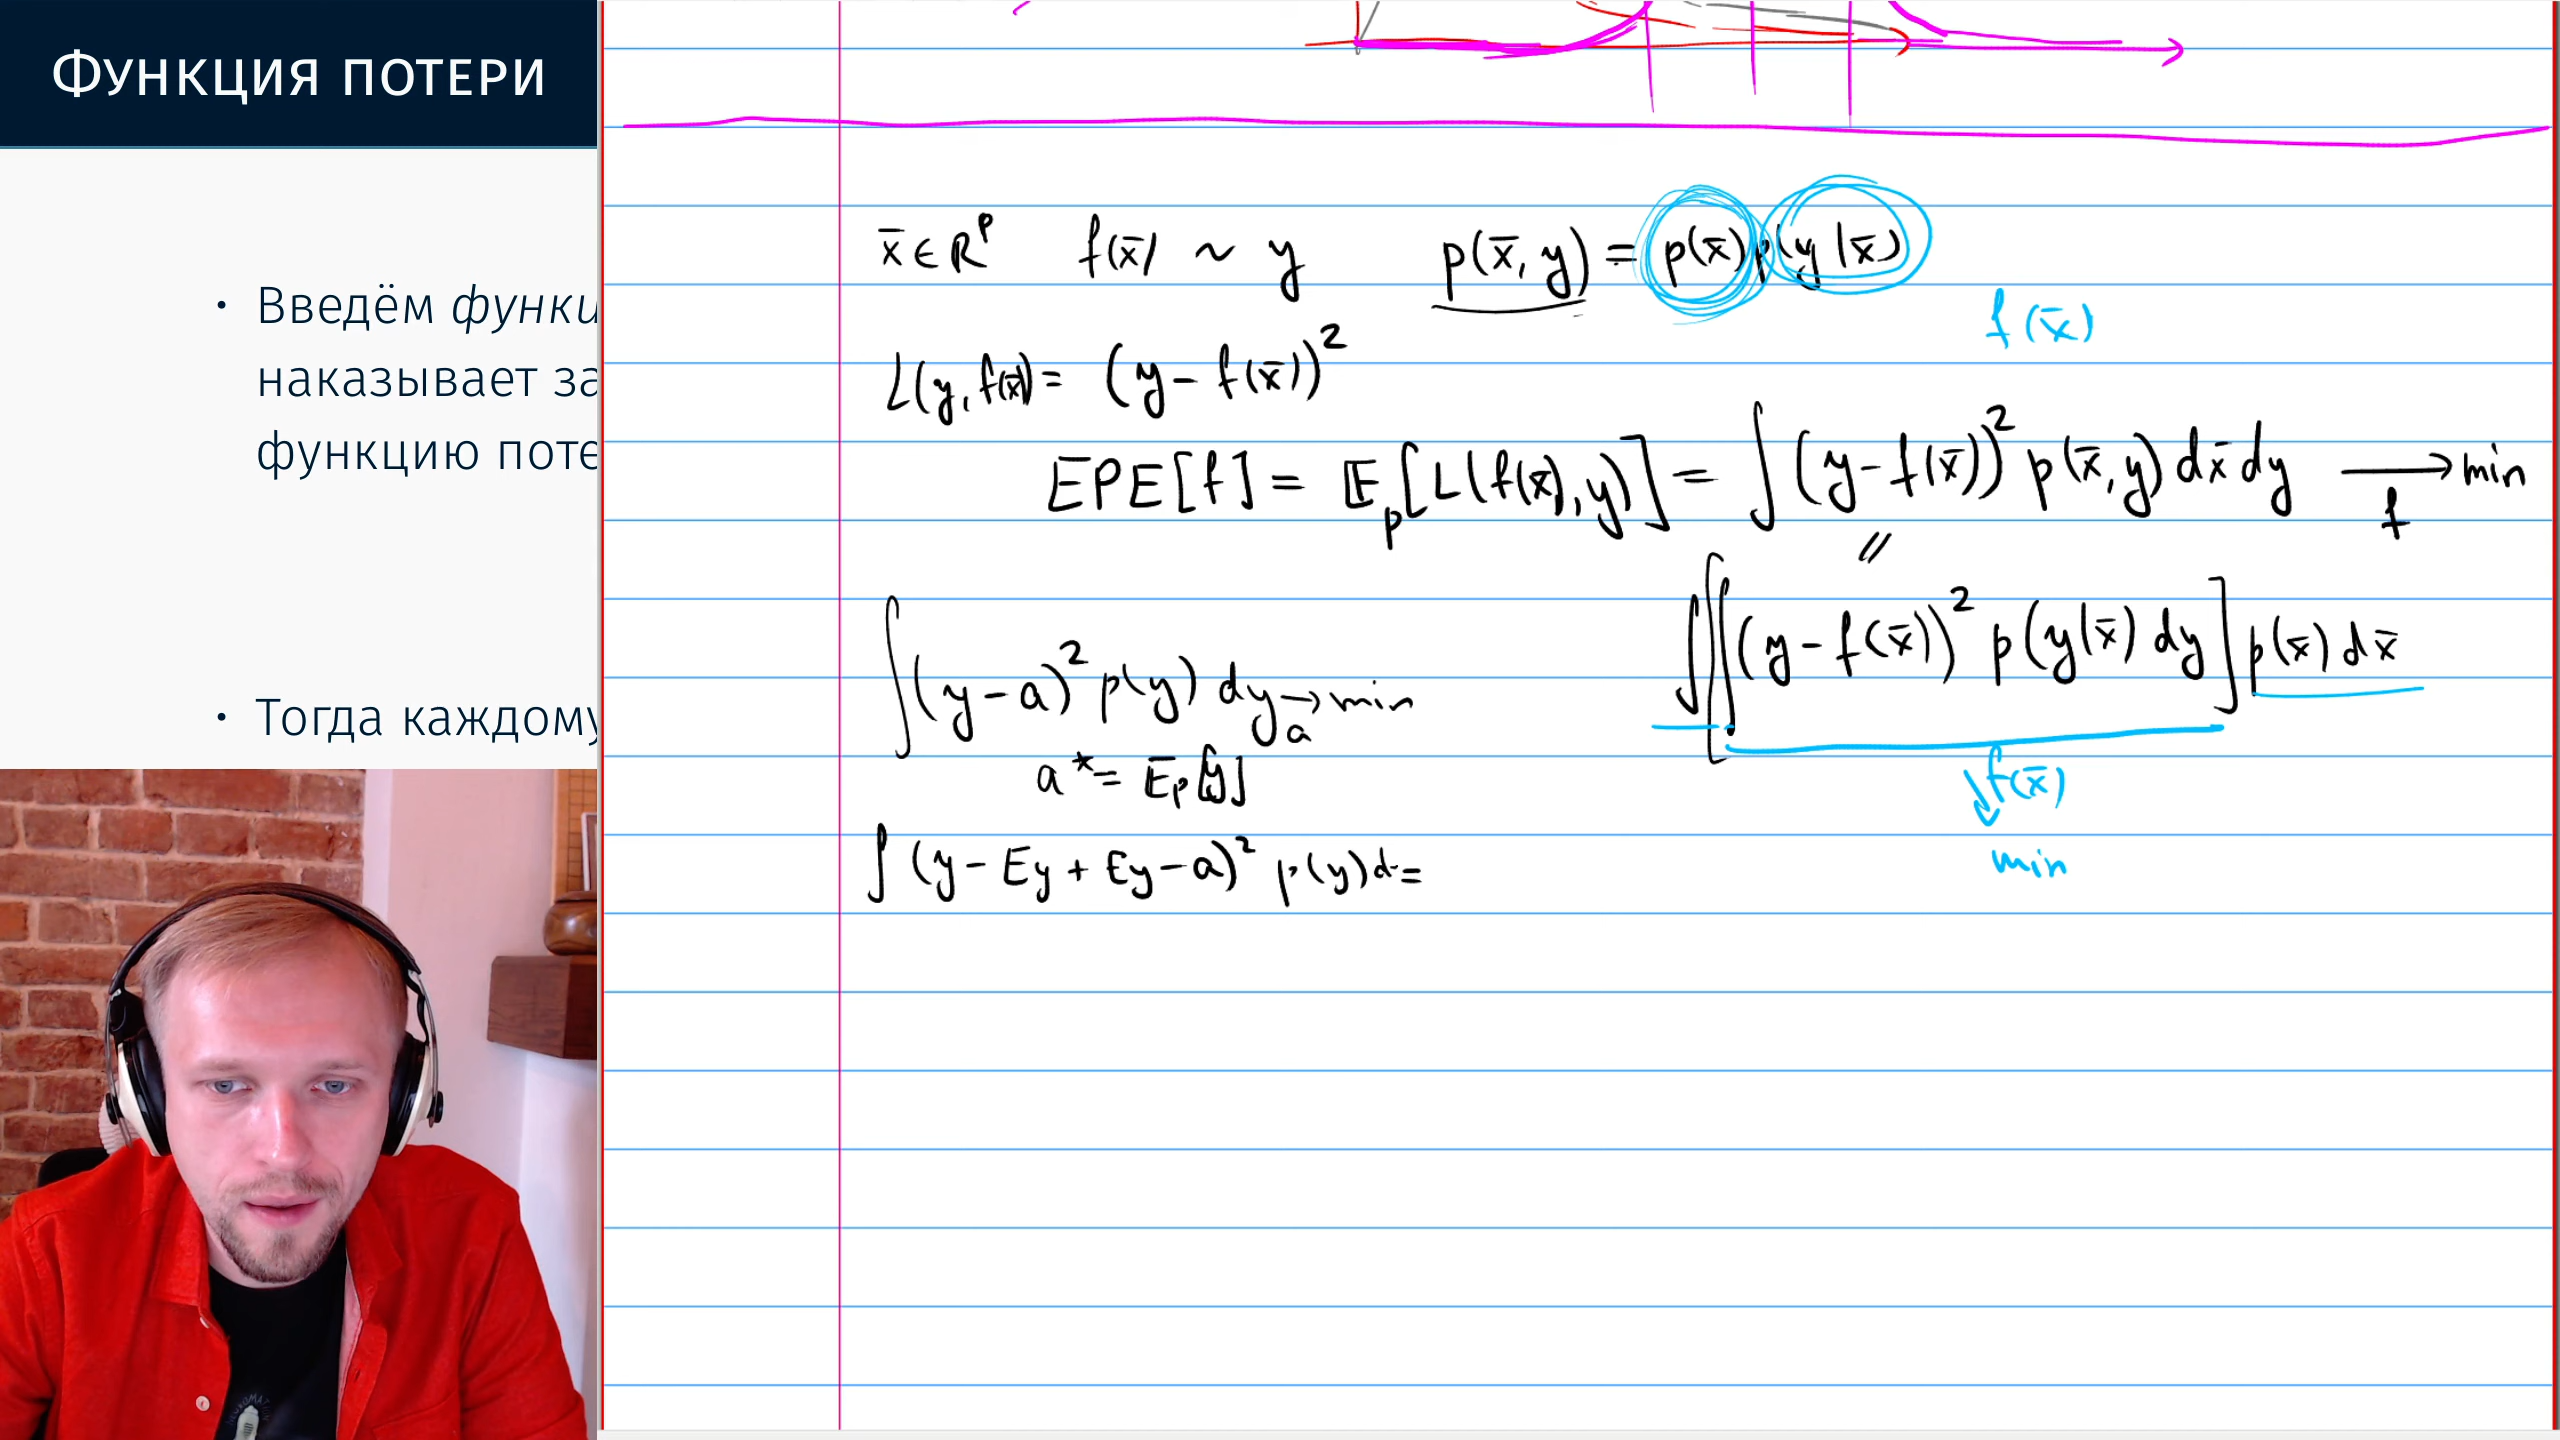 Функция потери
• Введём функци
наказывает за
функцию поте
• Тогда каждому
x̄ ∈ R^p f(x̄) ~ y p(x̄, y) = p(x̄) p(y|x̄)
f(x̄)
L(y, f(x̄)) = (y - f(x̄))²
EPE[f] = E_p[L(f(x̄), y)] = ∫(y - f(x̄))² p(x̄, y) dx̄ dy → min
f
//
∫[∫(y - f(x̄))² p(y|x̄) dy] p(x̄) dx̄
∫(y - a)² p(y) dy → min
a
a* = E_p[y]
f(x̄)
min
∫(y - Ey + Ey - a)² p(y) d =